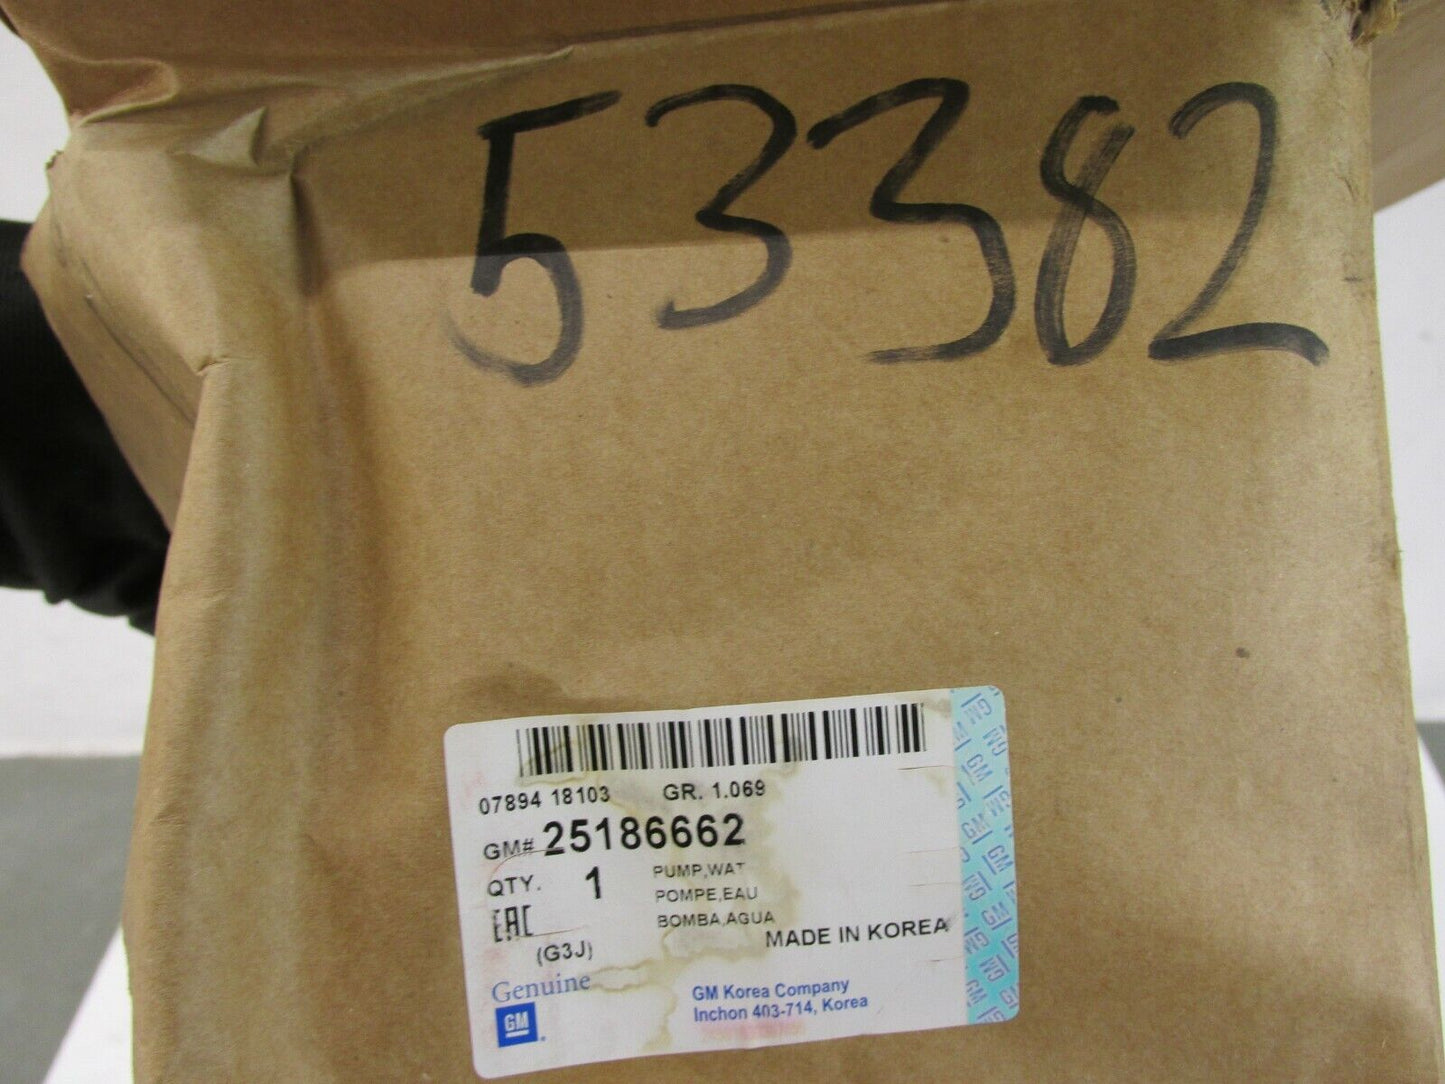 53382
07894 18103 GR. 1.069
GM# 25186662
QTY. 1 PUMP,WAT
POMPE,EAU
EAC BOMBA,AGUA
MADE IN KOREA
(G3J)
Genuine
GM Korea Company
GM Inchon 403-714, Korea